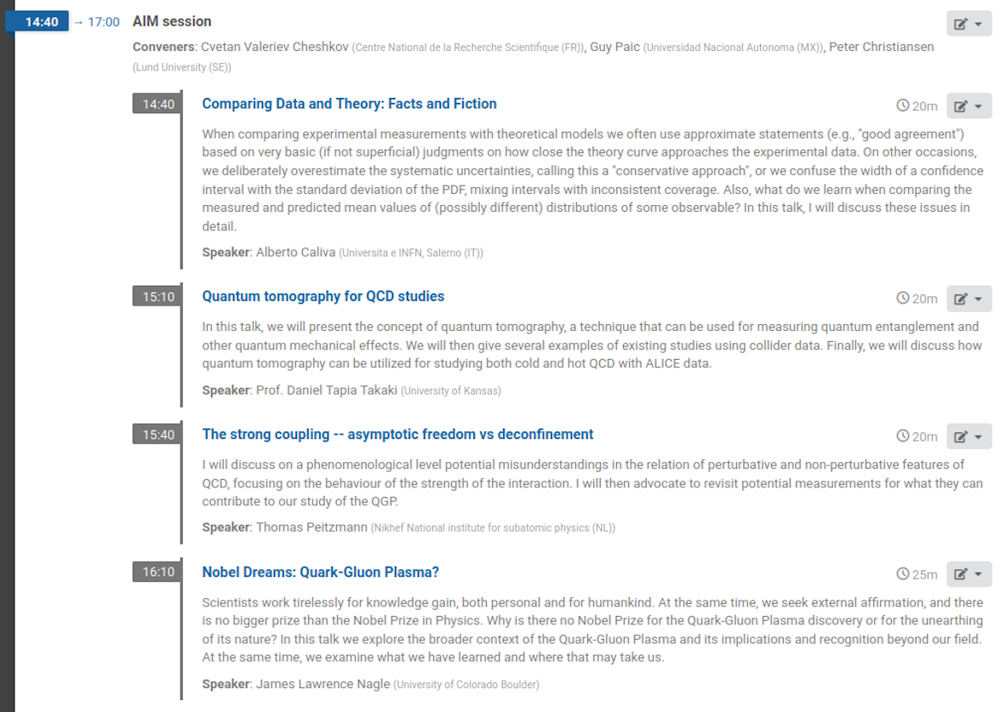 14:40 → 17:00 AIM session
Conveners: Cvetan Valeriev Cheshkov (Centre National de la Recherche Scientifique (FR)), Guy Paic (Universidad Nacional Autonoma (MX)), Peter Christiansen
(Lund University (SE))
14:40 Comparing Data and Theory: Facts and Fiction 20m
When comparing experimental measurements with theoretical models we often use approximate statements (e.g., "good agreement")
based on very basic (if not superficial) judgments on how close the theory curve approaches the experimental data. On other occasions,
we deliberately overestimate the systematic uncertainties, calling this a "conservative approach", or we confuse the width of a confidence
interval with the standard deviation of the PDF, mixing intervals with inconsistent coverage. Also, what do we learn when comparing the
measured and predicted mean values of (possibly different) distributions of some observable? In this talk, I will discuss these issues in
detail.
Speaker: Alberto Caliva (Universita e INFN, Salerno (IT))
15:10 Quantum tomography for QCD studies 20m
In this talk, we will present the concept of quantum tomography, a technique that can be used for measuring quantum entanglement and
other quantum mechanical effects. We will then give several examples of existing studies using collider data. Finally, we will discuss how
quantum tomography can be utilized for studying both cold and hot QCD with ALICE data.
Speaker: Prof. Daniel Tapia Takaki (University of Kansas)
15:40 The strong coupling -- asymptotic freedom vs deconfinement 20m
I will discuss on a phenomenological level potential misunderstandings in the relation of perturbative and non-perturbative features of
QCD, focusing on the behaviour of the strength of the interaction. I will then advocate to revisit potential measurements for what they can
contribute to our study of the QGP.
Speaker: Thomas Peitzmann (Nikhef National institute for subatomic physics (NL))
16:10 Nobel Dreams: Quark-Gluon Plasma? 25m
Scientists work tirelessly for knowledge gain, both personal and for humankind. At the same time, we seek external affirmation, and there
is no bigger prize than the Nobel Prize in Physics. Why is there no Nobel Prize for the Quark-Gluon Plasma discovery or for the unearthing
of its nature? In this talk we explore the broader context of the Quark-Gluon Plasma and its implications and recognition beyond our field.
At the same time, we examine what we have learned and where that may take us.
Speaker: James Lawrence Nagle (University of Colorado Boulder)